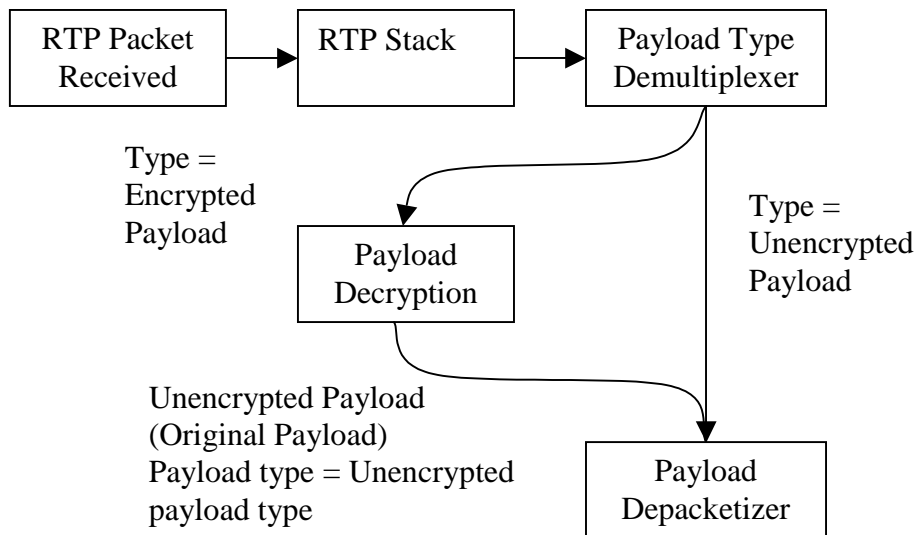 RTP Packet
Received
RTP Stack
Payload Type
Demultiplexer
Type =
Encrypted
Payload
Type =
Unencrypted
Payload
Payload
Decryption
Unencrypted Payload
(Original Payload)
Payload type = Unencrypted
payload type
Payload
Depacketizer